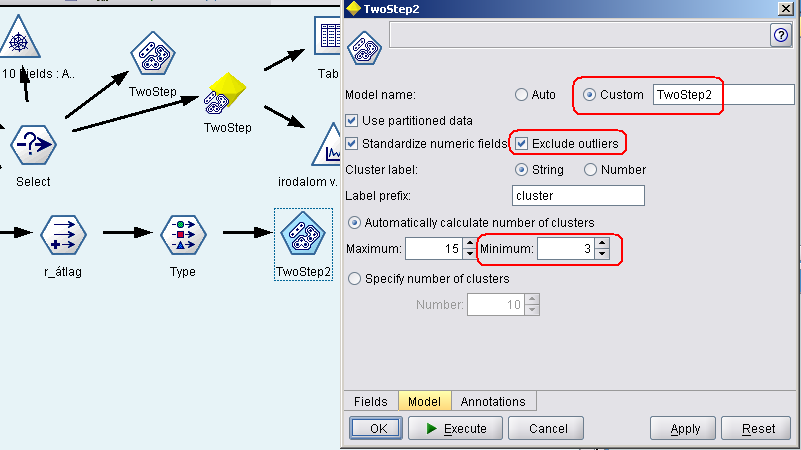 10 Fields : A..
TwoStep
TwoStep
Tab
Select
irodalom v.
r_átlag
Type
TwoStep2
TwoStep2
Model name:
Auto
Custom
TwoStep2
Use partitioned data
Standardize numeric fields
Exclude outliers
Cluster label:
String
Number
Label prefix:
cluster
Automatically calculate number of clusters
Maximum:
15
Minimum:
3
Specify number of clusters
Number:
10
Fields
Model
Annotations
OK
Execute
Cancel
Apply
Reset